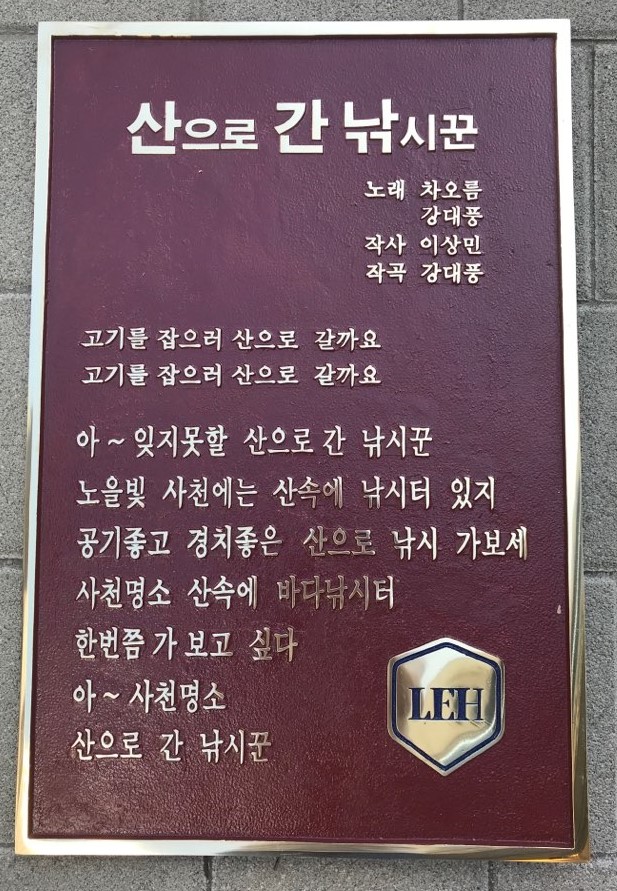 산으로 간 낚시꾼
노래 차오름
강대풍
작사 이상민
작곡 강대풍
고기를 잡으러 산으로 갈까요
고기를 잡으러 산으로 갈까요
아~ 잊지못할 산으로 간 낚시꾼
노을빛 사천에는 산속에 낚시터 있지
공기좋고 경치좋은 산으로 낚시 가보세
사천명소 산속에 바다낚시터
한번쯤 가 보고 싶다
아~ 사천명소
산으로 간 낚시꾼
LEH